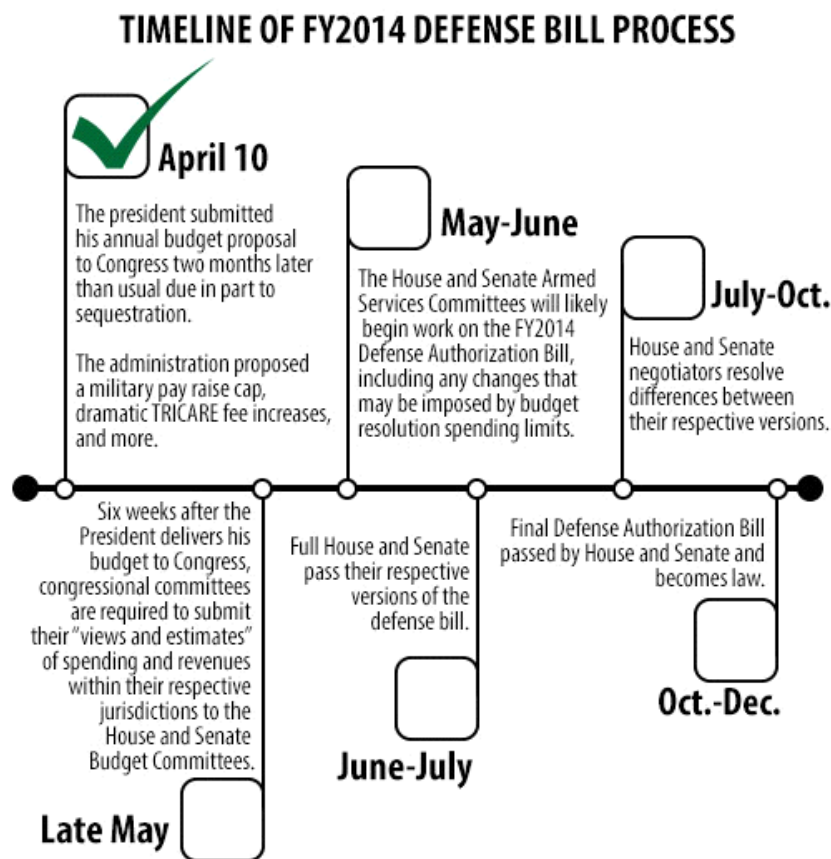 TIMELINE OF FY2014 DEFENSE BILL PROCESS
April 10
The president submitted
his annual budget proposal
to Congress two months later
than usual due in part to
sequestration.
The administration proposed
a military pay raise cap,
dramatic TRICARE fee increases,
and more.
Six weeks after the
President delivers his
budget to Congress,
congressional committees
are required to submit
their "views and estimates"
of spending and revenues
within their respective
jurisdictions to the
House and Senate
Budget Committees.
Late May
May-June
The House and Senate Armed
Services Committees will likely
begin work on the FY2014
Defense Authorization Bill,
including any changes that
may be imposed by budget
resolution spending limits.
Full House and Senate
pass their respective
versions of the
defense bill.
June-July
July-Oct.
House and Senate
negotiators resolve
differences between
their respective versions.
Final Defense Authorization Bill
passed by House and Senate and
becomes law.
Oct.-Dec.